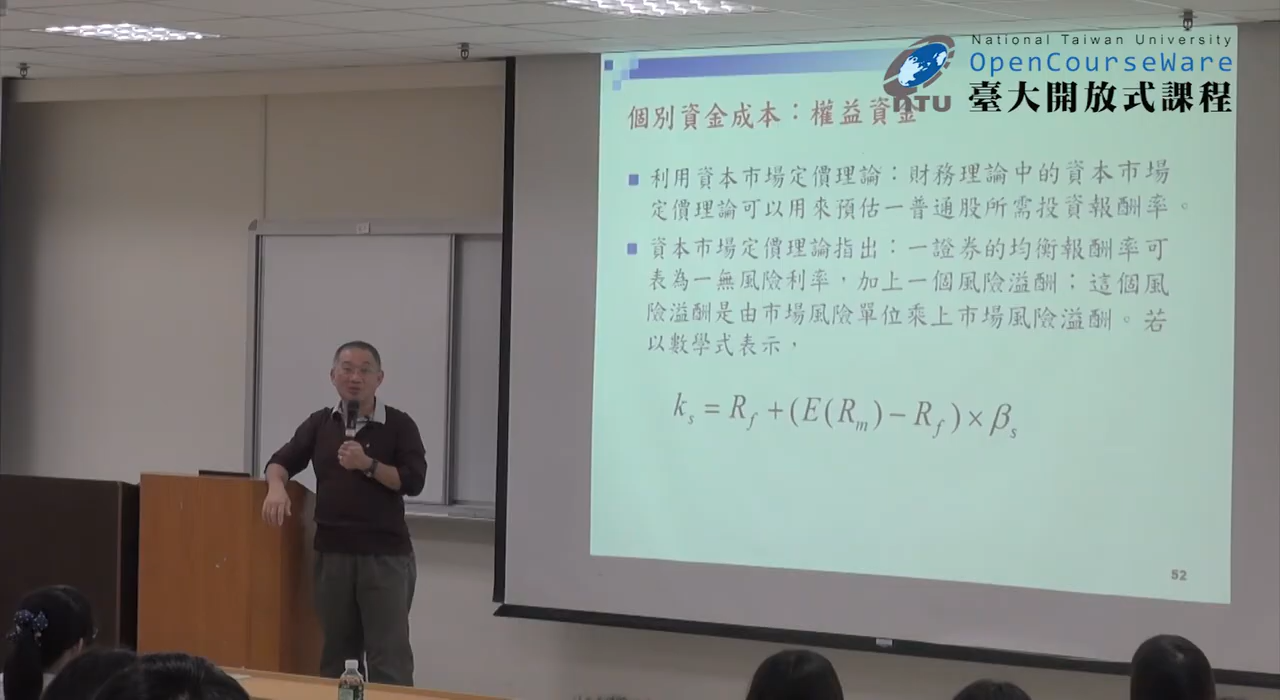 National Taiwan University
OpenCourseWare
NTU 臺大開放式課程
個別資金成本：權益資金
利用資本市場定價理論：財務理論中的資本市場
定價理論可以用來預估一普通股所需投資報酬率。
資本市場定價理論指出：一證券的均衡報酬率可
表為一無風險利率，加上一個風險溢酬；這個風
險溢酬是由市場風險單位乘上市場風險溢酬。若
以數學式表示，
k_s = R_f + (E(R_m) − R_f) × β_s
52